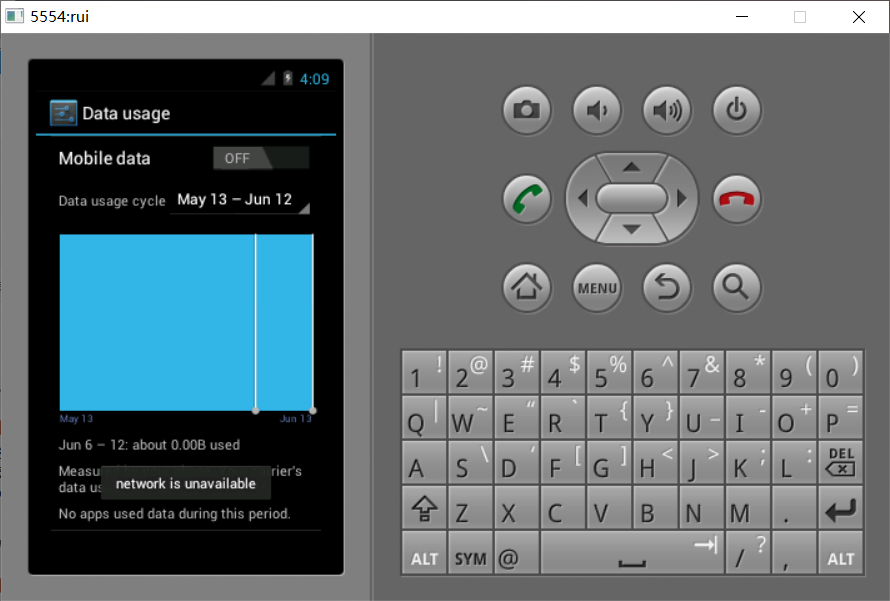 5554:rui
4:09
Data usage
Mobile data OFF
Data usage cycle May 13 – Jun 12
May 13 Jun 13
Jun 6 – 12: about 0.00B used
Measu rier's
data us
network is unavailable
No apps used data during this period.
MENU
1 ! 2 @ 3 # 4 $ 5 % 6 ^ 7 & 8 * 9 ( 0 )
Q | W ~ E “ R ` T { Y } U _ I - O + P =
A S \ D ‘ F [ G ] H < J > K ; L : DEL
Z X C V B N M .
ALT SYM @ / ? , ALT